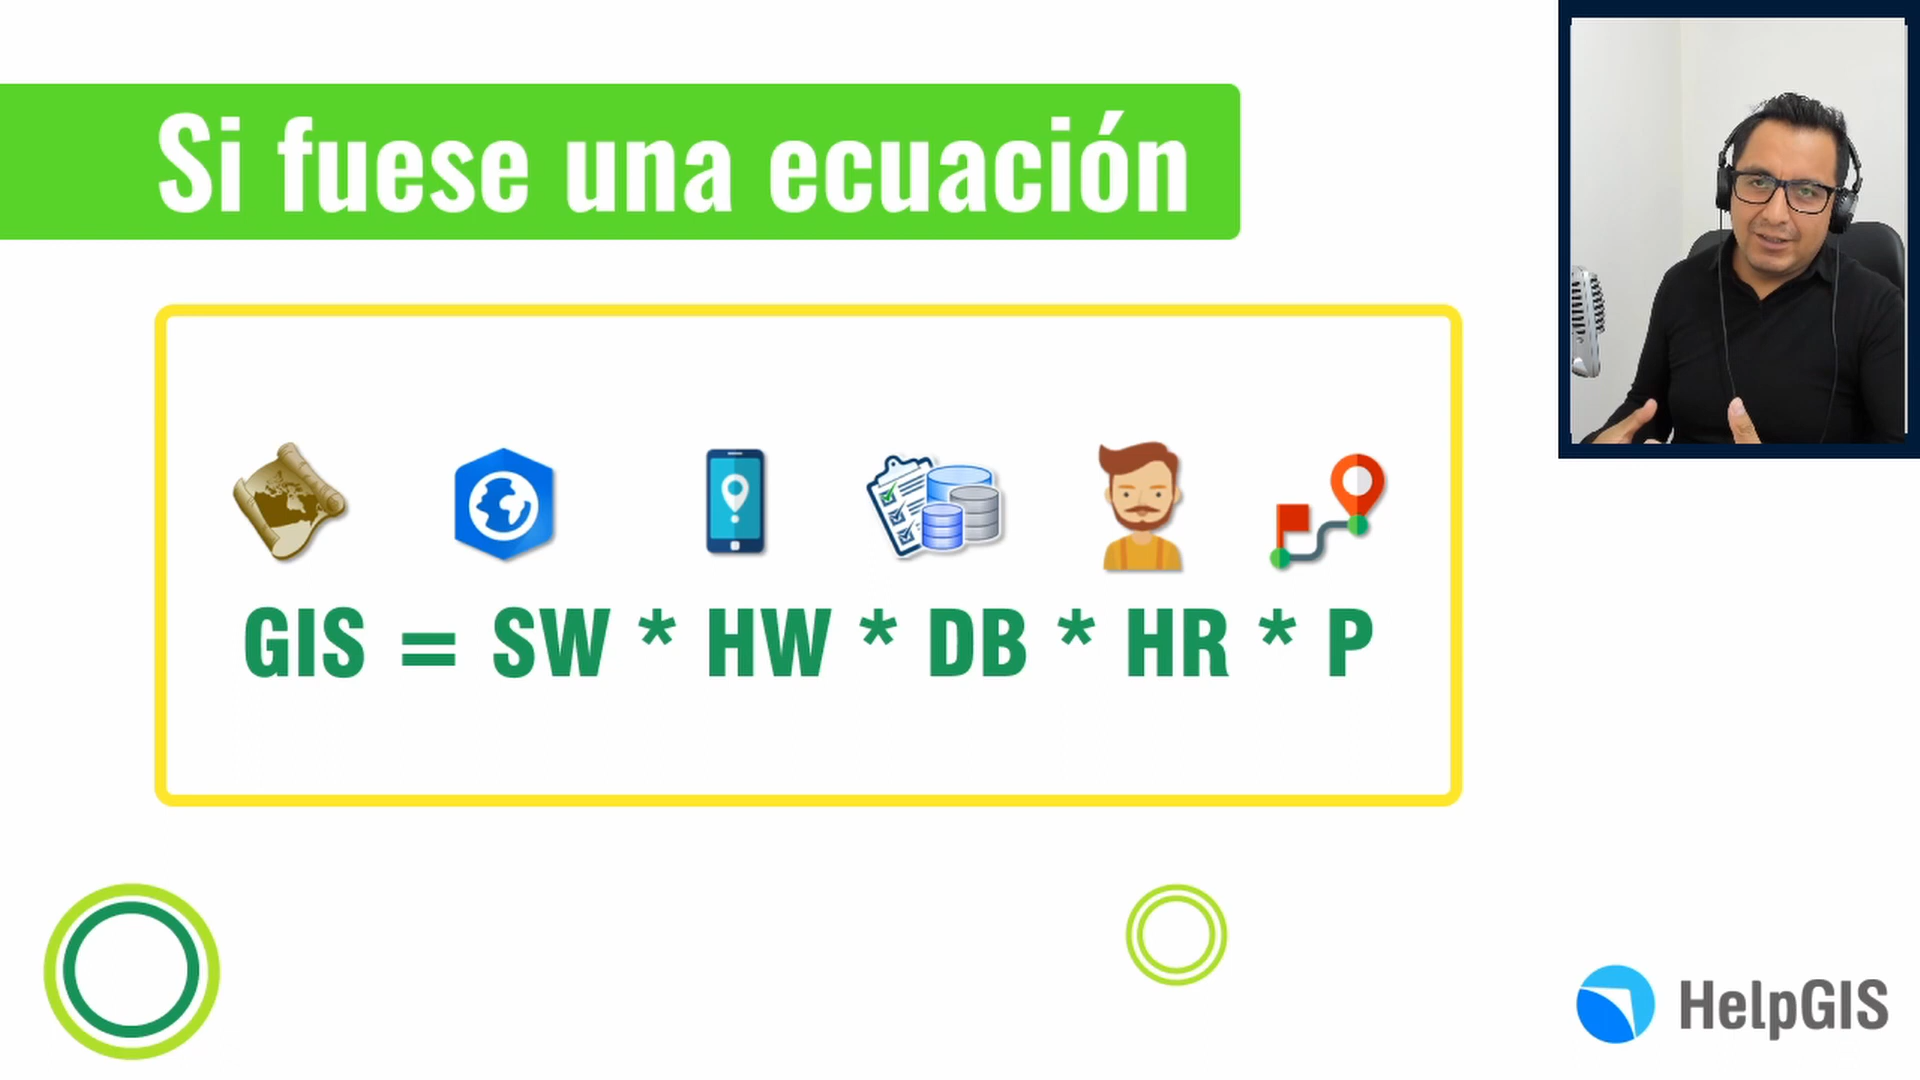 Si fuese una ecuación
GIS = SW * HW * DB * HR * P
HelpGIS